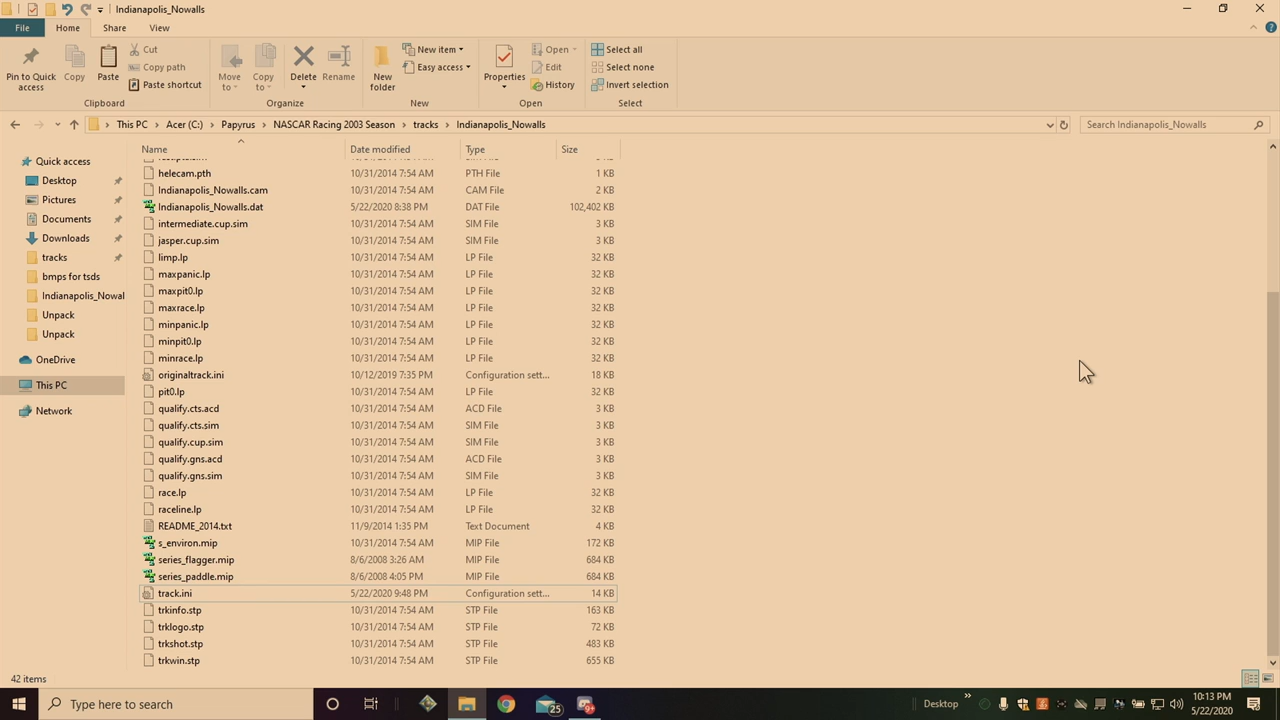 Indianapolis_Nowalls
File Home Share View
Pin to Quick access
Copy
Paste
Cut
Copy path
Paste shortcut
Clipboard
Move to
Copy to
Delete
Rename
Organize
New folder
New item
Easy access
New
Properties
Open
Edit
History
Open
Select all
Select none
Invert selection
Select
This PC > Acer (C:) > Papyrus > NASCAR Racing 2003 Season > tracks > Indianapolis_Nowalls
Search Indianapolis_Nowalls
Quick access
Desktop
Pictures
Documents
Downloads
tracks
bmps for tsds
Indianapolis_Nowal
Unpack
Unpack
OneDrive
This PC
Network
Name Date modified Type Size
helecam.pth 10/31/2014 7:54 AM PTH File 1 KB
Indianapolis_Nowalls.cam 10/31/2014 7:54 AM CAM File 2 KB
Indianapolis_Nowalls.dat 5/22/2020 8:38 PM DAT File 102,402 KB
intermediate.cup.sim 10/31/2014 7:54 AM SIM File 3 KB
jasper.cup.sim 10/31/2014 7:54 AM SIM File 3 KB
limp.lp 10/31/2014 7:54 AM LP File 32 KB
maxpanic.lp 10/31/2014 7:54 AM LP File 32 KB
maxpit0.lp 10/31/2014 7:54 AM LP File 32 KB
maxrace.lp 10/31/2014 7:54 AM LP File 32 KB
minpanic.lp 10/31/2014 7:54 AM LP File 32 KB
minpit0.lp 10/31/2014 7:54 AM LP File 32 KB
minrace.lp 10/31/2014 7:54 AM LP File 32 KB
originaltrack.ini 10/12/2019 7:35 PM Configuration sett... 18 KB
pit0.lp 10/31/2014 7:54 AM LP File 32 KB
qualify.cts.acd 10/31/2014 7:54 AM ACD File 3 KB
qualify.cts.sim 10/31/2014 7:54 AM SIM File 3 KB
qualify.cup.sim 10/31/2014 7:54 AM SIM File 3 KB
qualify.gns.acd 10/31/2014 7:54 AM ACD File 3 KB
qualify.gns.sim 10/31/2014 7:54 AM SIM File 3 KB
race.lp 10/31/2014 7:54 AM LP File 32 KB
raceline.lp 10/31/2014 7:54 AM LP File 32 KB
README_2014.txt 11/9/2014 1:35 PM Text Document 4 KB
s_environ.mip 10/31/2014 7:54 AM MIP File 172 KB
series_flagger.mip 8/6/2008 3:26 AM MIP File 684 KB
series_paddle.mip 8/6/2008 4:05 PM MIP File 684 KB
track.ini 5/22/2020 9:48 PM Configuration sett... 14 KB
trkinfo.stp 10/31/2014 7:54 AM STP File 163 KB
trklogo.stp 10/31/2014 7:54 AM STP File 72 KB
trkshot.stp 10/31/2014 7:54 AM STP File 483 KB
trkwin.stp 10/31/2014 7:54 AM STP File 655 KB
42 items
Type here to search
25
9+
Desktop
10:13 PM
5/22/2020